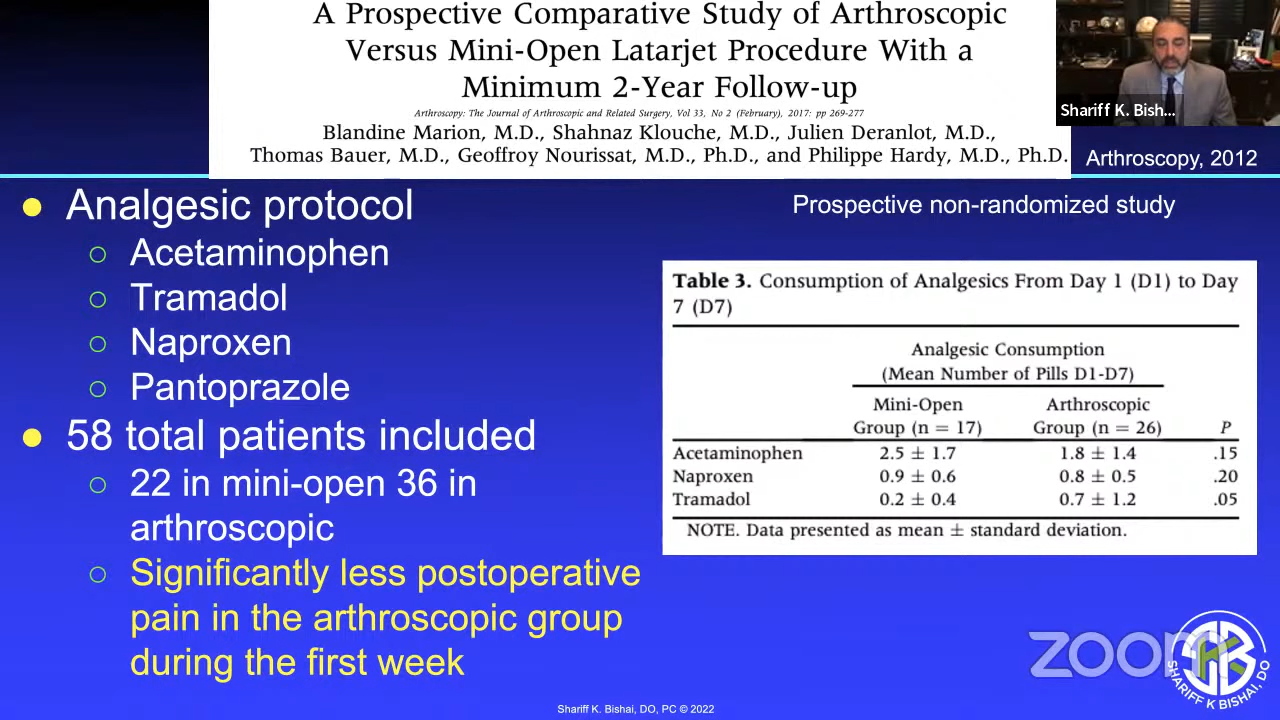 A Prospective Comparative Study of Arthroscopic
Versus Mini-Open Latarjet Procedure With a
Minimum 2-Year Follow-up
Arthroscopy: The Journal of Arthroscopic and Related Surgery, Vol 33, No 2 (February), 2017: pp 269-277
Blandine Marion, M.D., Shahnaz Klouche, M.D., Julien Deranlot, M.D.,
Thomas Bauer, M.D., Geoffroy Nourissat, M.D., Ph.D., and Philippe Hardy, M.D., Ph.D.
Shariff K. Bish...
Arthroscopy, 2012
● Analgesic protocol
○ Acetaminophen
○ Tramadol
○ Naproxen
○ Pantoprazole
● 58 total patients included
○ 22 in mini-open 36 in
arthroscopic
○ Significantly less postoperative
pain in the arthroscopic group
during the first week
Prospective non-randomized study
Table 3. Consumption of Analgesics From Day 1 (D1) to Day
7 (D7)
Analgesic Consumption
(Mean Number of Pills D1-D7)
Mini-Open Arthroscopic
Group (n = 17) Group (n = 26) P
Acetaminophen 2.5 ± 1.7 1.8 ± 1.4 .15
Naproxen 0.9 ± 0.6 0.8 ± 0.5 .20
Tramadol 0.2 ± 0.4 0.7 ± 1.2 .05
NOTE. Data presented as mean ± standard deviation.
zoom
SHARIFF K BISHAI, DO
Shariff K. Bishai, DO, PC © 2022